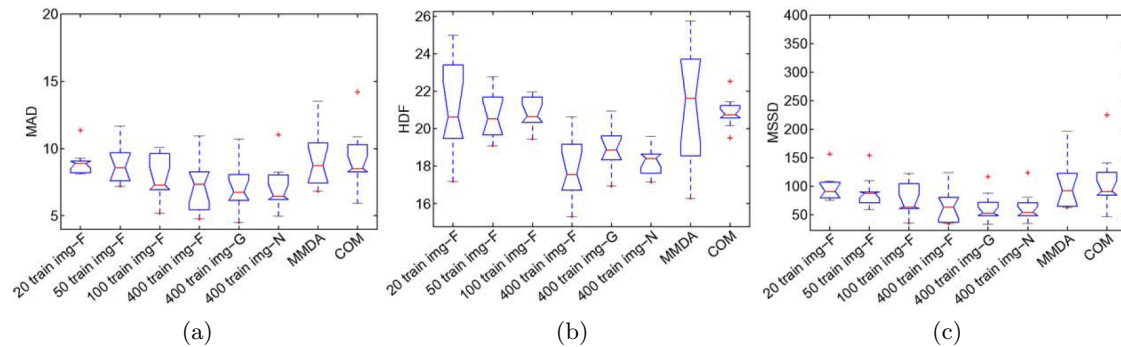 20
15
10
5
MAD
20 train img-F
50 train img-F
100 train img-F
400 train img-F
400 train img-G
400 train img-N
MMDA
COM
(a)
26
24
22
20
18
16
HDF
20 train img-F
50 train img-F
100 train img-F
400 train img-F
400 train img-G
400 train img-N
MMDA
COM
(b)
400
350
300
250
200
150
100
50
MSSD
20 train img-F
50 train img-F
100 train img-F
400 train img-F
400 train img-G
400 train img-N
MMDA
COM
(c)